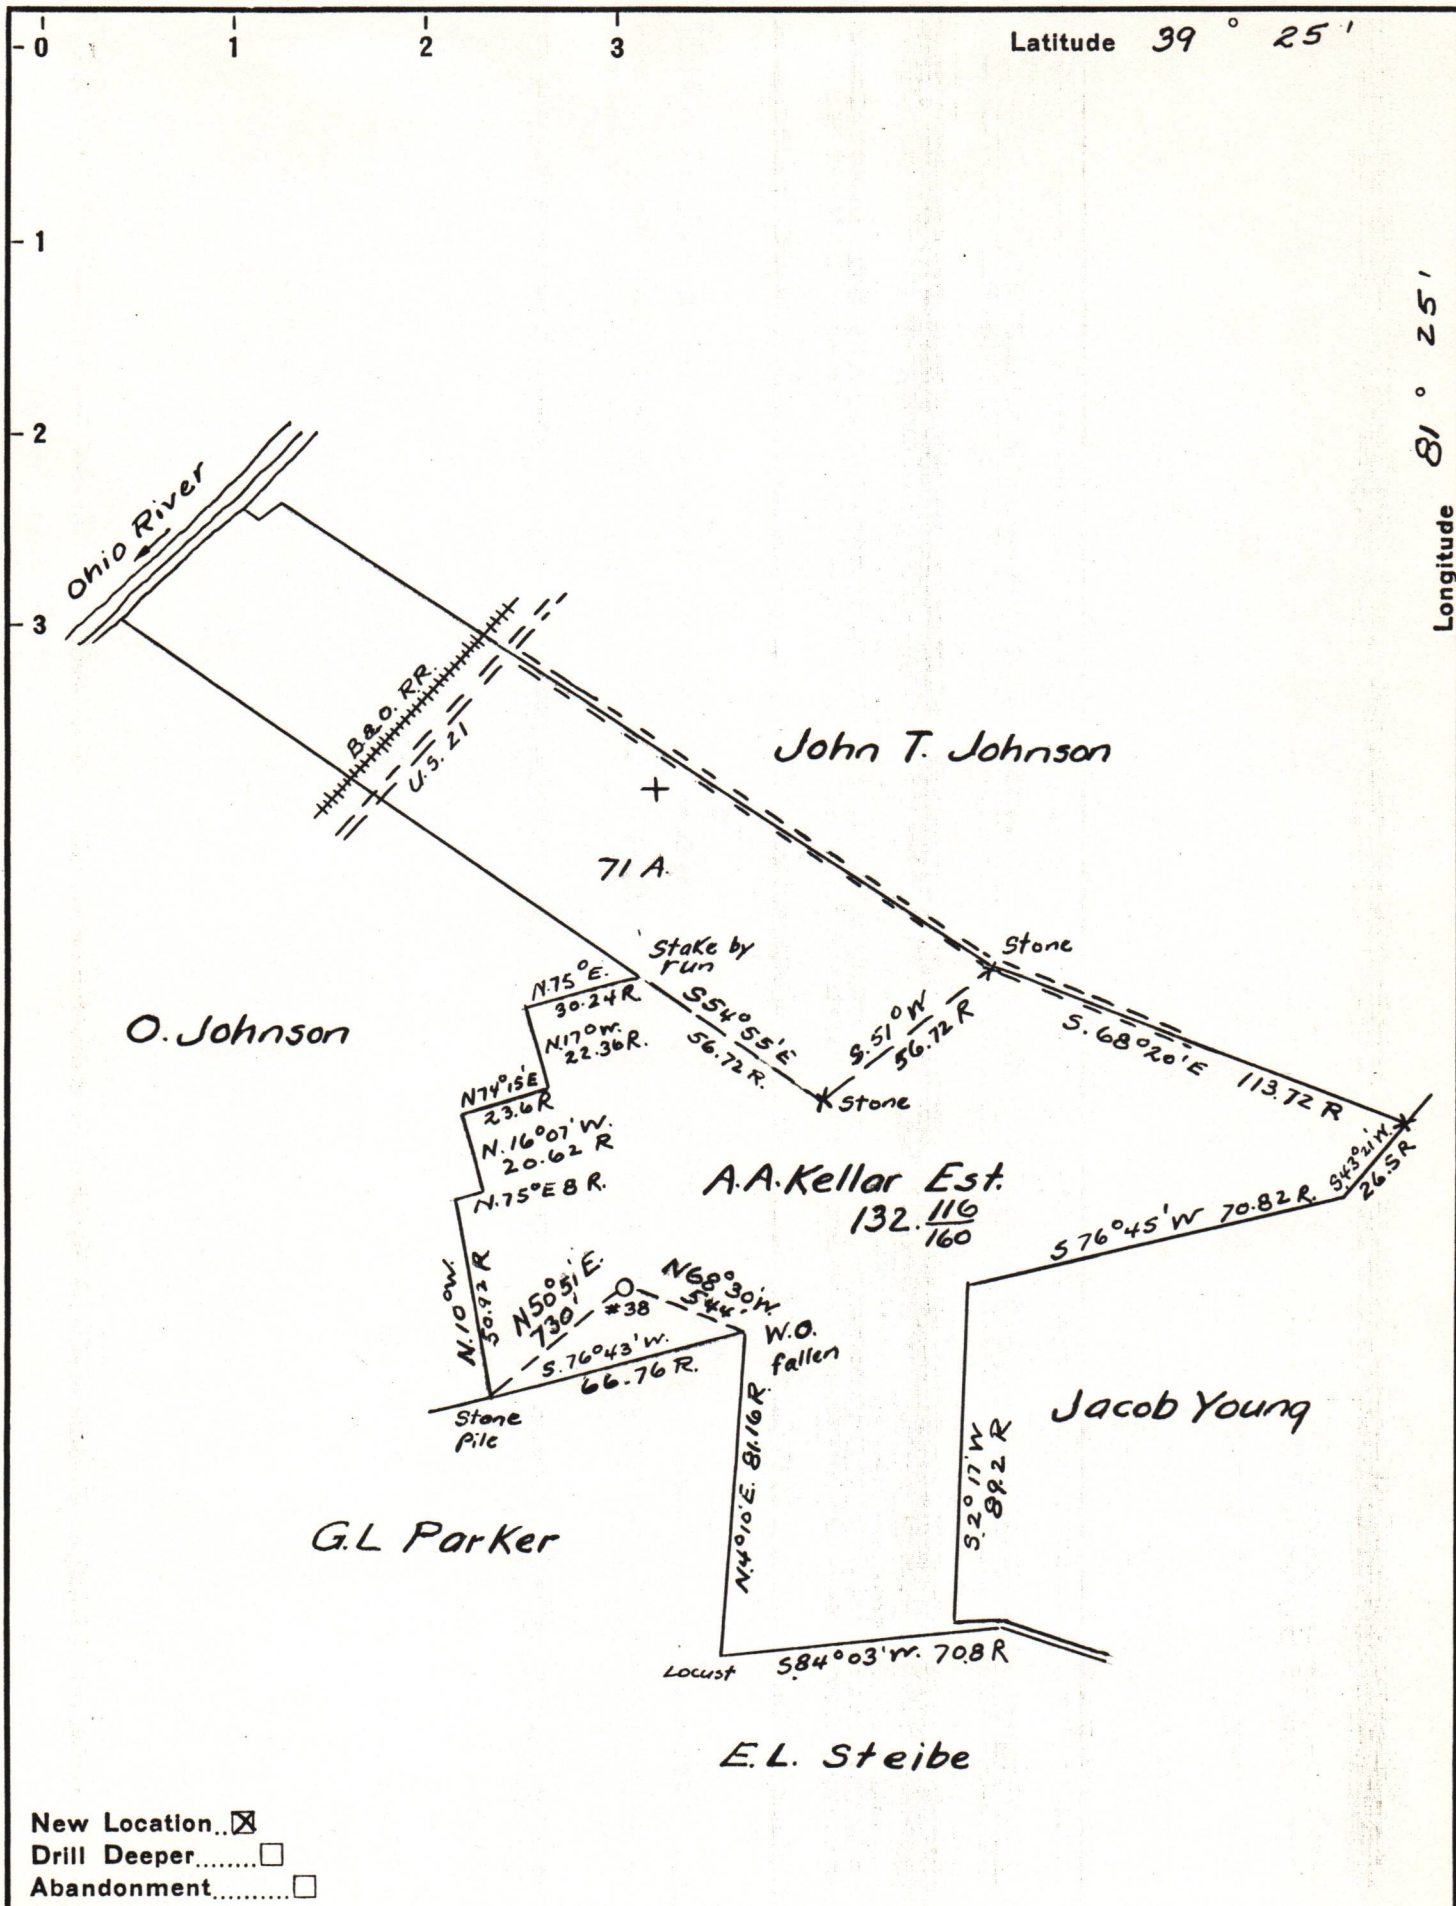 - 0
1
2
3
Latitude 39 ° 25 '
- 1
Longitude 81 ° 25 '
- 2
Ohio River
- 3
B & O. RR.
U.S. 21
John T. Johnson
71 A.
Stake by
run
Stone
N.75° E.
30.24 R.
S54°55'E
56.72 R.
S.51° W
56.72 R
S.68°20'E 113.72 R
O. Johnson
N.17° W.
22.36 R.
N74°15'E
23.6 R
Stone
N.16°07' W.
20.62 R
N.75°E 8 R.
A.A. Kellar Est.
132. 116
160
S.43°21'W.
26.5 R
S 76°45' W 70.82 R.
N.10° W.
50.92 R
N50°51'E.
730'
#38
N68°30'W.
544'
W.O.
fallen
S.76°43' W.
66.76 R.
Stone
Pile
Jacob Young
N.4°10'E. 81.16 R.
S.2°17'W
89.2 R
G.L Parker
Locust
S.84°03'W. 70.8 R
E.L. Steibe
New Location..☒
Drill Deeper........☐
Abandonment..........☐